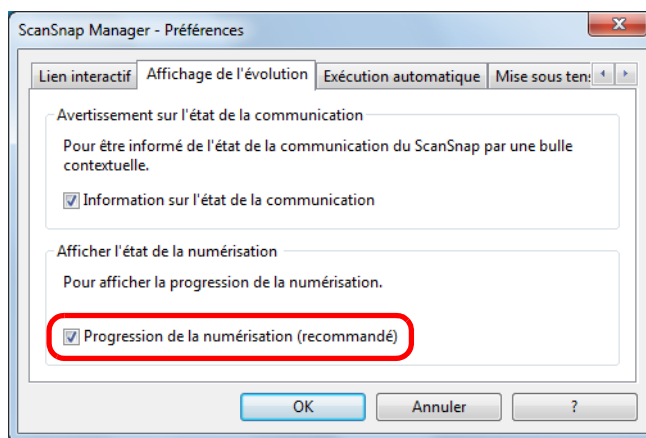 ScanSnap Manager - Préférences
Lien interactif Affichage de l'évolution Exécution automatique Mise sous
Avertissement sur l'état de la communication
Pour être informé de l'état de la communication du ScanSnap par une bulle
contextuelle.
Information sur l'état de la communication
Afficher l'état de la numérisation
Pour afficher la progression de la numérisation.
Progression de la numérisation (recommandé)
OK Annuler ?